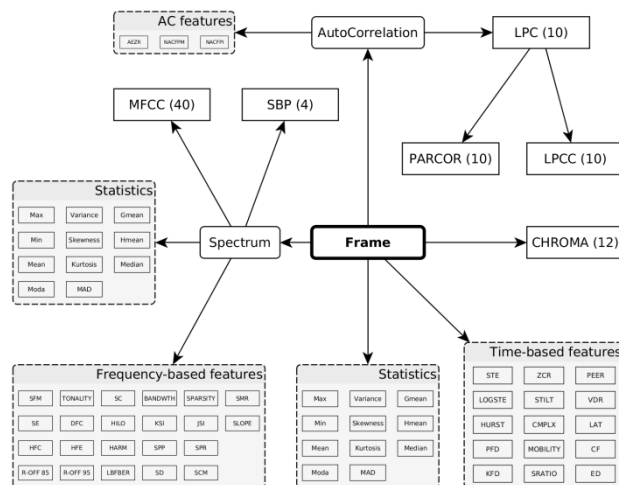 AC features
AEZR NACFPM NACFPI
AutoCorrelation
LPC (10)
MFCC (40)
SBP (4)
PARCOR (10)
LPCC (10)
Statistics
Max Variance Gmean
Min Skewness Hmean
Mean Kurtosis Median
Moda MAD
Spectrum
Frame
CHROMA (12)
Frequency-based features
SFM TONALITY SC BANDWTH SPARSITY SMR
SE DFC HILO KSI JSI SLOPE
HFC HFE HARM SPP SPR
R-OFF 85 R-OFF 95 LBFBER SD SCM
Statistics
Max Variance Gmean
Min Skewness Hmean
Mean Kurtosis Median
Moda MAD
Time-based features
STE ZCR PEER
LOGSTE STILT VDR
HURST CMPLX LAT
PFD MOBILITY CF
KFD SRATIO ED